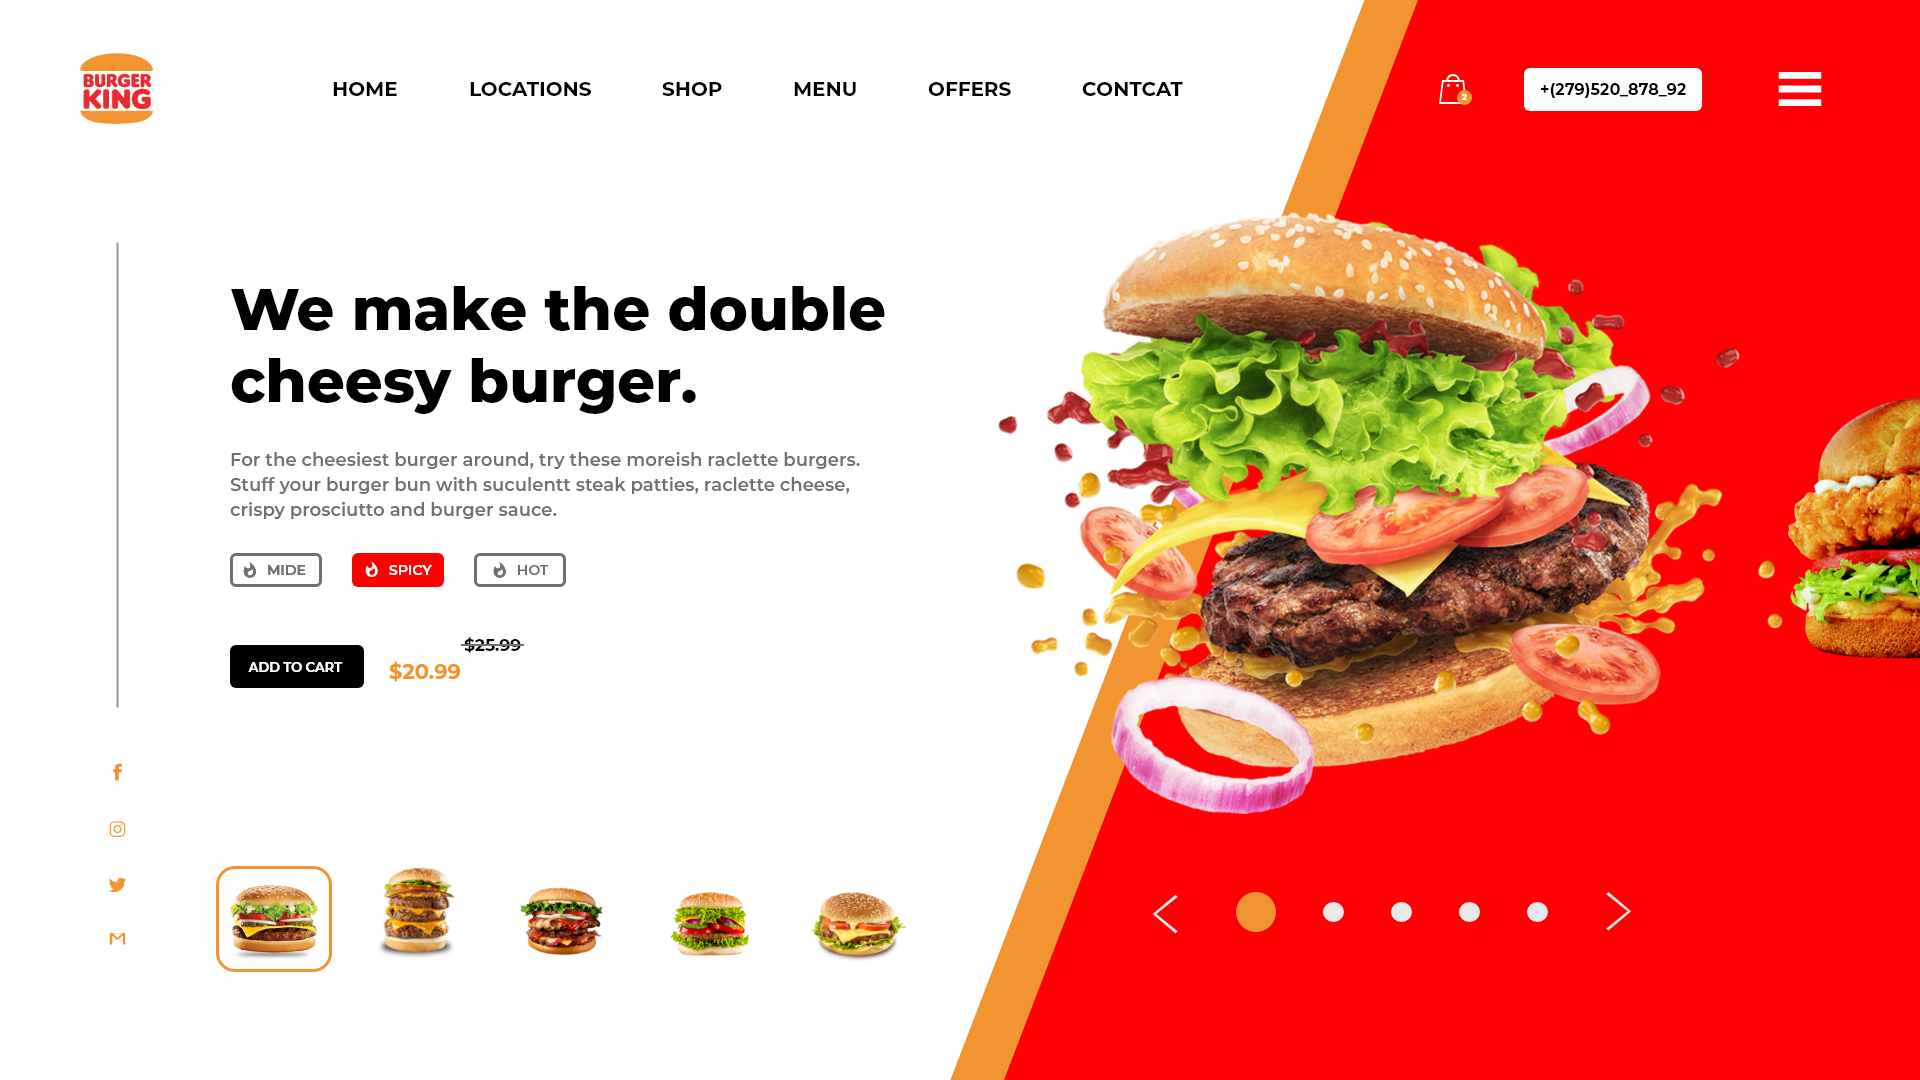 BURGER
KING
HOME
LOCATIONS
SHOP
MENU
OFFERS
CONTCAT
2
+(279)520_878_92
We make the double
cheesy burger.
For the cheesiest burger around, try these moreish raclette burgers.
Stuff your burger bun with suculentt steak patties, raclette cheese,
crispy prosciutto and burger sauce.
MIDE
SPICY
HOT
ADD TO CART
$20.99
$25.99